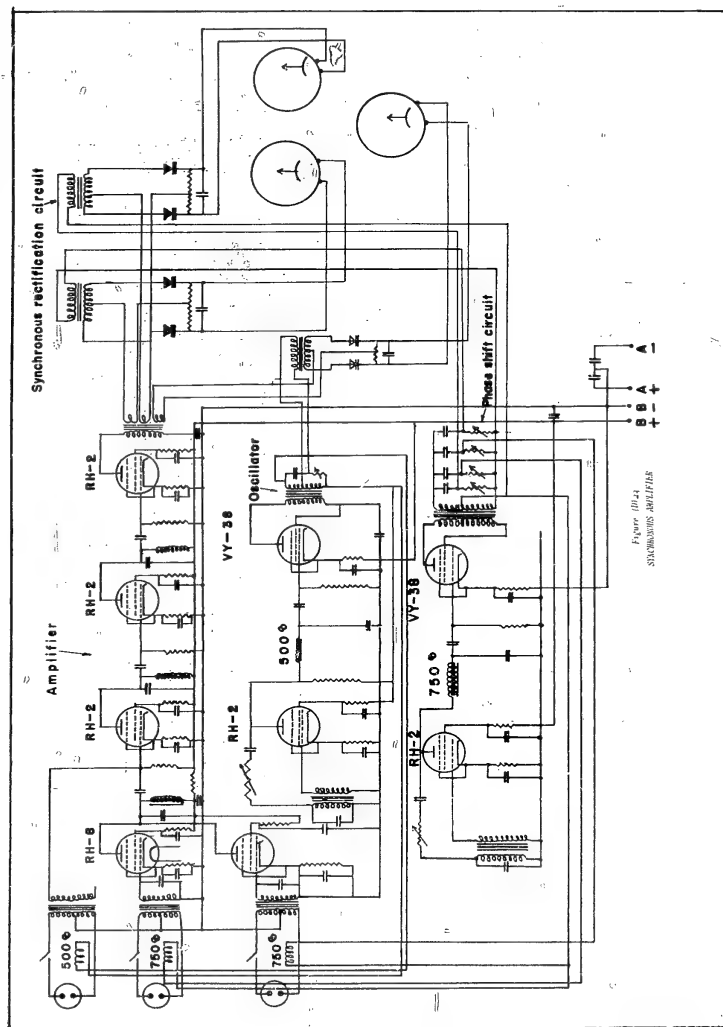 Synchronous rectification circuit
Amplifier
RH-2
RH-2
RH-2
RH-8
Oscillator
VY-38
500~
RH-2
Phase shift circuit
VY-38
750~
RH-2
500~
750~
750~
A-
A+
B-
B+
SYNCHRONOUS AMPLIFIER